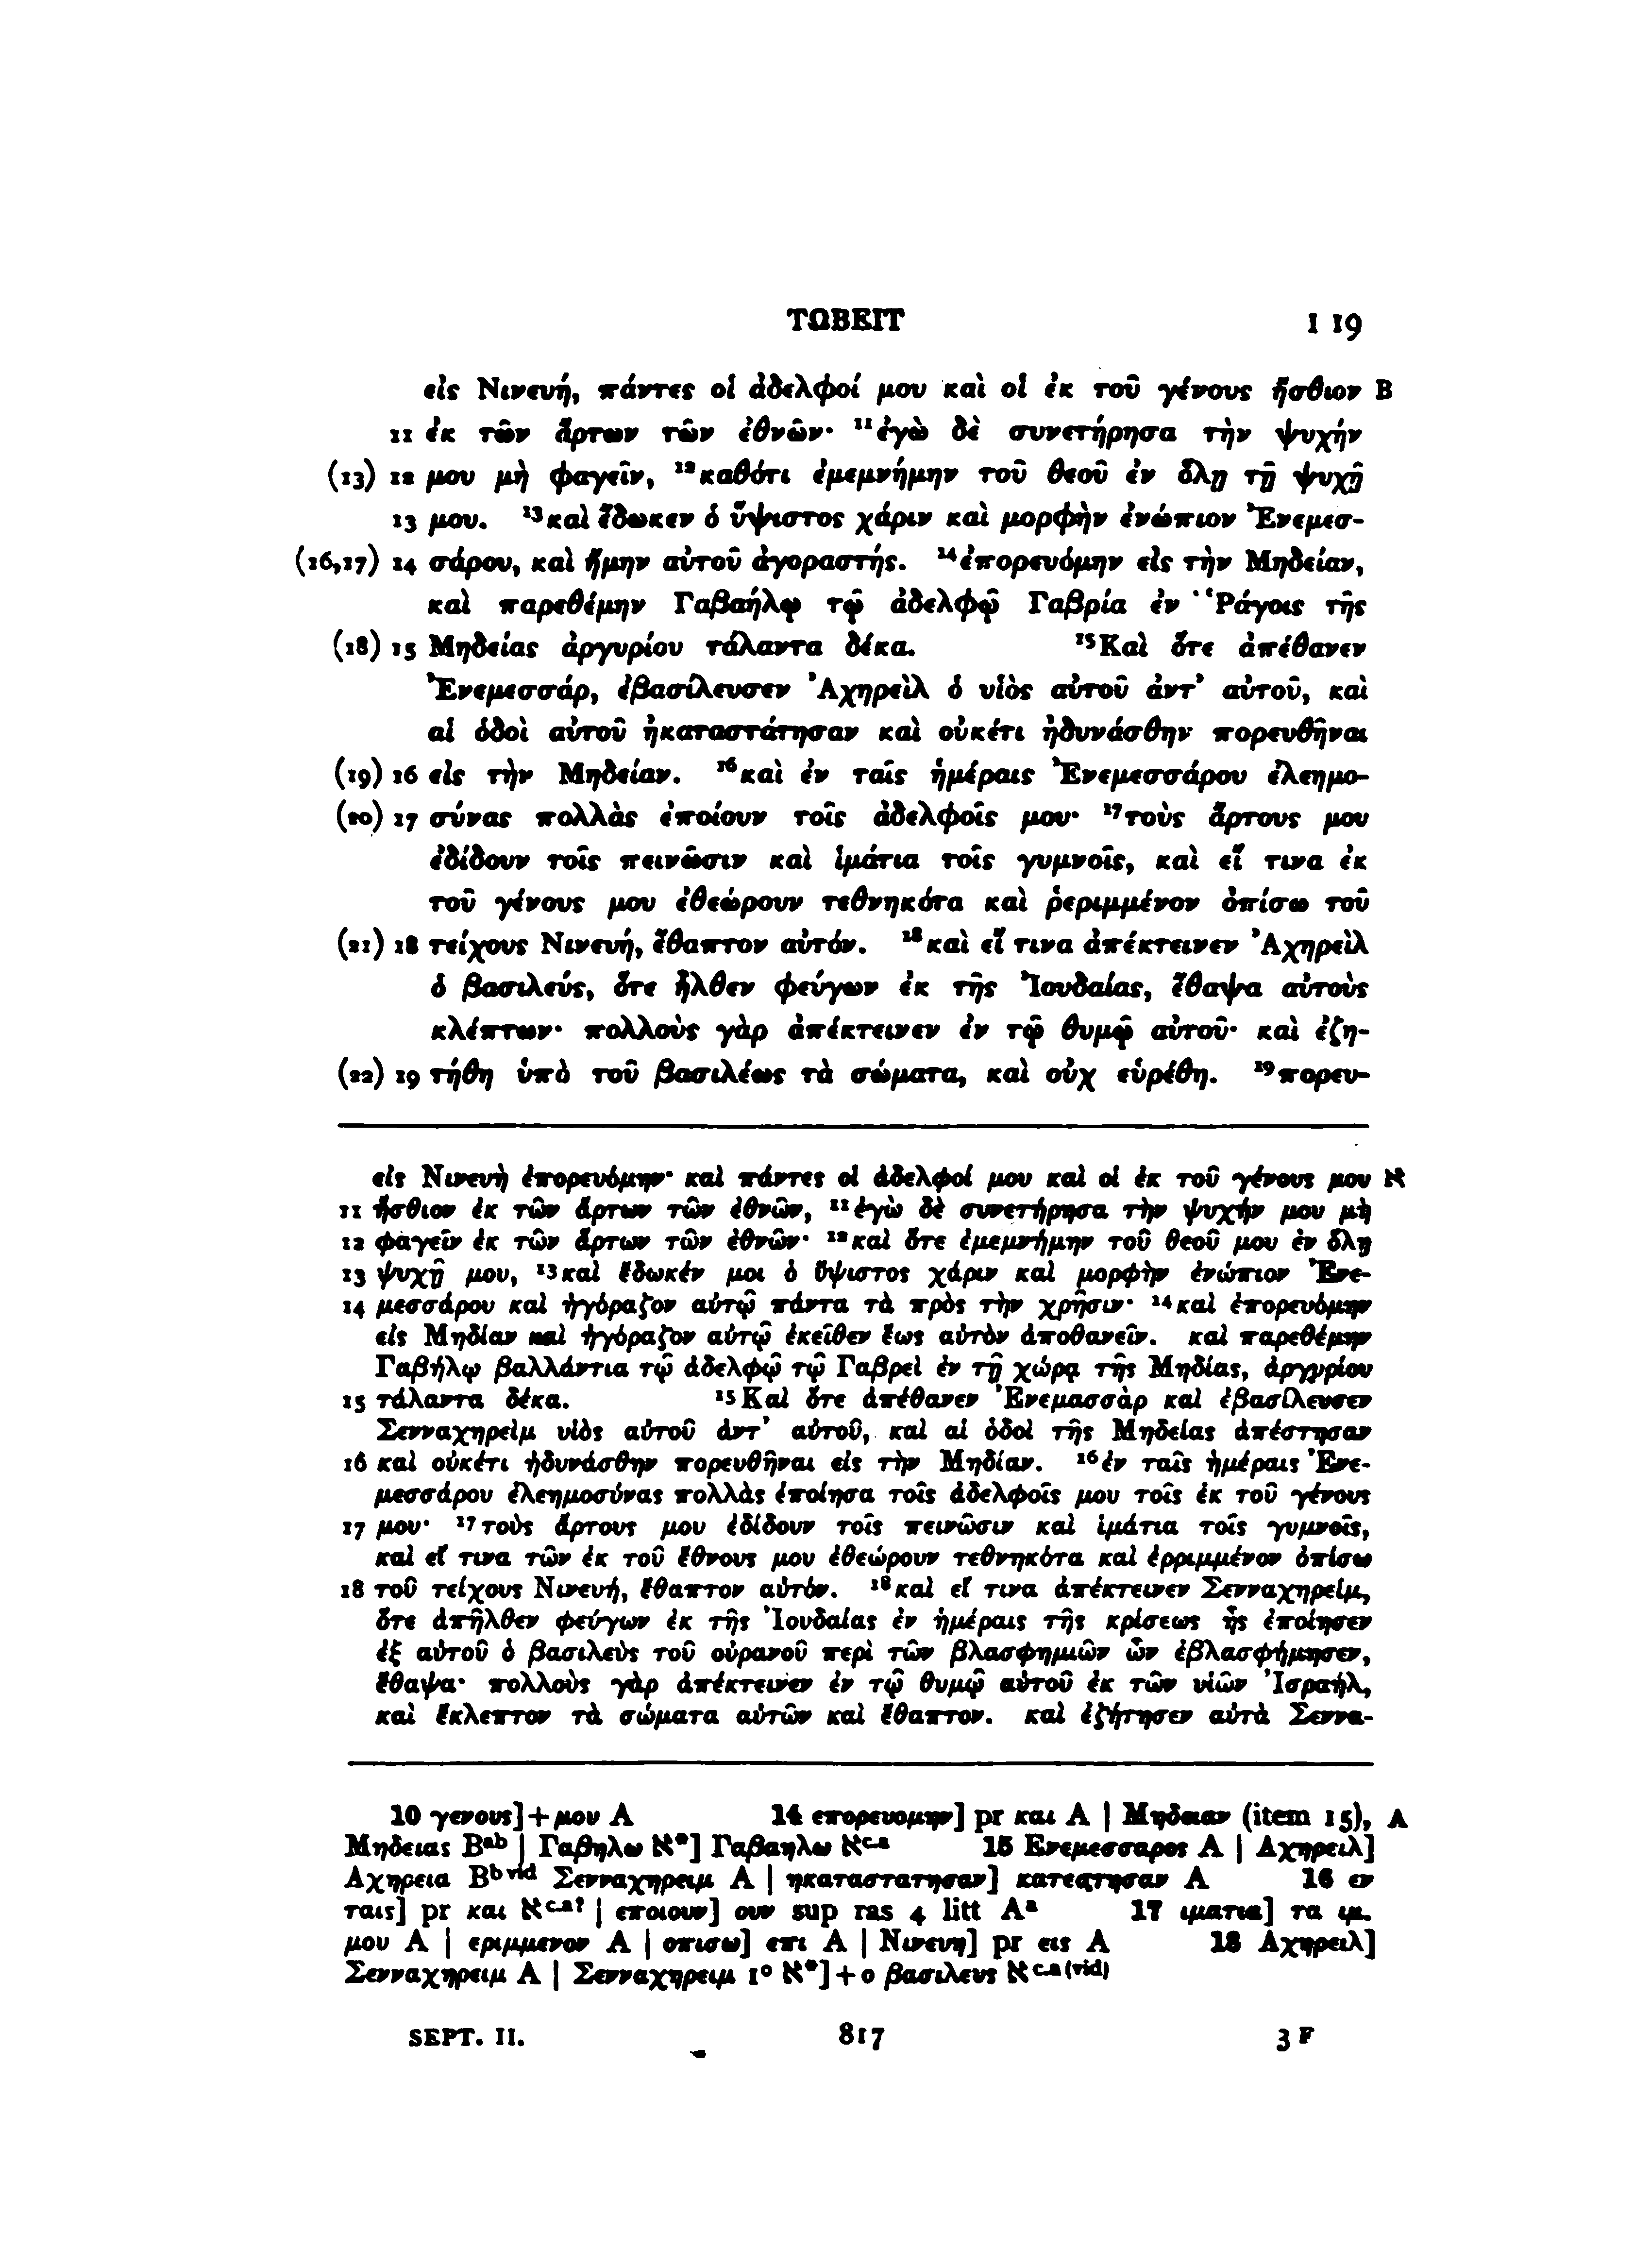 ΤΩΒΕΙΤ I 19
εἰς Νινευή, πάντες οἱ ἀδελφοί μου καὶ οἱ ἐκ τοῦ γένους ἤσθιον B
11 ἐκ τῶν ἄρτων τῶν ἐθνῶν· ¹¹ἐγὼ δὲ συνετήρησα τὴν ψυχήν
(13) 12 μου μὴ φαγεῖν, ¹²καθότι ἐμεμνήμην τοῦ θεοῦ ἐν ὅλῃ τῇ ψυχῇ
13 μου. ¹³καὶ ἔδωκεν ὁ ὕψιστος χάριν καὶ μορφὴν ἐνώπιον Ἐνεμεσ-
(16,17) 14 σάρου, καὶ ἤμην αὐτοῦ ἀγοραστής. ¹⁴ἐπορευόμην εἰς τὴν Μηδείαν,
καὶ παρεθέμην Γαβαήλῳ τῷ ἀδελφῷ Γαβρία ἐν Ῥάγοις τῆς
(18) 15 Μηδείας ἀργυρίου τάλαντα δέκα. ¹⁵Καὶ ὅτε ἀπέθανεν
Ἐνεμεσσάρ, ἐβασίλευσεν Ἀχηρεὶλ ὁ υἱὸς αὐτοῦ ἀντ’ αὐτοῦ, καὶ
αἱ ὁδοὶ αὐτοῦ ἠκαταστάτησαν καὶ οὐκέτι ἠδυνάσθην πορευθῆναι
(19) 16 εἰς τὴν Μηδείαν. ¹⁶καὶ ἐν ταῖς ἡμέραις Ἐνεμεσσάρου ἐλεημο-
(20) 17 σύνας πολλὰς ἐποίουν τοῖς ἀδελφοῖς μου· ¹⁷τοὺς ἄρτους μου
ἐδίδουν τοῖς πεινῶσιν καὶ ἱμάτια τοῖς γυμνοῖς, καὶ εἴ τινα ἐκ
τοῦ γένους μου ἐθεώρουν τεθνηκότα καὶ ῥεριμμένον ὀπίσω τοῦ
(21) 18 τείχους Νινευή, ἔθαπτον αὐτόν. ¹⁸καὶ εἴ τινα ἀπέκτεινεν Ἀχηρεὶλ
ὁ βασιλεύς, ὅτε ἦλθεν φεύγων ἐκ τῆς Ἰουδαίας, ἔθαψα αὐτοὺς
κλέπτων· πολλοὺς γὰρ ἀπέκτεινεν ἐν τῷ θυμῷ αὐτοῦ· καὶ ἐζη-
(22) 19 τήθη ὑπὸ τοῦ βασιλέως τὰ σώματα, καὶ οὐχ εὑρέθη. ¹⁹πορευ-
εἰς Νινευὴ ἐπορευόμην· καὶ πάντες οἱ ἀδελφοί μου καὶ οἱ ἐκ τοῦ γένους μου א
11 ἤσθιον ἐκ τῶν ἄρτων τῶν ἐθνῶν, ¹¹ἐγὼ δὲ συνετήρησα τὴν ψυχήν μου μὴ
12 φαγεῖν ἐκ τῶν ἄρτων τῶν ἐθνῶν· ¹²καὶ ὅτε ἐμεμνήμην τοῦ θεοῦ μου ἐν ὅλῃ
13 ψυχῇ μου, ¹³καὶ ἔδωκέν μοι ὁ ὕψιστος χάριν καὶ μορφὴν ἐνώπιον Ἐνε-
14 μεσσάρου καὶ ἠγόραζον αὐτῷ πάντα τὰ πρὸς τὴν χρῆσιν· ¹⁴καὶ ἐπορευόμην
εἰς Μηδίαν καὶ ἠγόραζον αὐτῷ ἐκεῖθεν ἕως αὐτὸν ἀποθανεῖν. καὶ παρεθέμην
Γαβήλῳ βαλλάντια τῷ ἀδελφῷ τῷ Γαβρεὶ ἐν τῇ χώρᾳ τῆς Μηδίας, ἀργυρίου
15 τάλαντα δέκα. ¹⁵Καὶ ὅτε ἀπέθανεν Ἐνεμασσὰρ καὶ ἐβασίλευσεν
Σενναχηρεὶμ υἱὸς αὐτοῦ ἀντ’ αὐτοῦ, καὶ αἱ ὁδοὶ τῆς Μηδείας ἀπέστησαν
16 καὶ οὐκέτι ἠδυνάσθην πορευθῆναι εἰς τὴν Μηδίαν. ¹⁶ἐν ταῖς ἡμέραις Ἐνε-
μεσσάρου ἐλεημοσύνας πολλὰς ἐποίησα τοῖς ἀδελφοῖς μου τοῖς ἐκ τοῦ γένους
17 μου· ¹⁷τοὺς ἄρτους μου ἐδίδουν τοῖς πεινῶσιν καὶ ἱμάτια τοῖς γυμνοῖς,
καὶ εἴ τινα τῶν ἐκ τοῦ ἔθνους μου ἐθεώρουν τεθνηκότα καὶ ἐρριμμένον ὀπίσω
18 τοῦ τείχους Νινευή, ἔθαπτον αὐτόν. ¹⁸καὶ εἴ τινα ἀπέκτεινεν Σενναχηρείμ,
ὅτε ἀπῆλθεν φεύγων ἐκ τῆς Ἰουδαίας ἐν ἡμέραις τῆς κρίσεως ἧς ἐποίησεν
ἐξ αὐτοῦ ὁ βασιλεὺς τοῦ οὐρανοῦ περὶ τῶν βλασφημιῶν ὧν ἐβλασφήμησεν,
ἔθαψα· πολλοὺς γὰρ ἀπέκτεινεν ἐν τῷ θυμῷ αὐτοῦ ἐκ τῶν υἱῶν Ἰσραήλ,
καὶ ἔκλεπτον τὰ σώματα αὐτῶν καὶ ἔθαπτον. καὶ ἐζήτησεν αὐτὰ Σεννα-
10 γενους]+μου A 14 επορευομην] pr και A | Μηδειαν (item 15), A
Μηδειας Bᵃᵇ | Γαβηλω א*] Γαβαηλω אᶜ·ᵃ 15 Ενεμεσσαρος A | Αχηρειλ]
Αχηρεια Bᵇ ᵛⁱᵈ Σενναχηρειμ A | ηκαταστατησαν] κατεστησαν A 16 εν
ταις] pr και אᶜ·ᵃ? | εποιουν] ουν sup ras 4 litt Aᵃ 17 ιματια] τα ιμ.
μου A | εριμμενον A | οπισω] επι A | Νινευη] pr εις A 18 Αχηρειλ]
Σενναχηρειμ A | Σενναχηρειμ 1º א*]+ο βασιλευς אᶜ·ᵃ ⁽ᵛⁱᵈ⁾
SEPT. II. 817 3 F